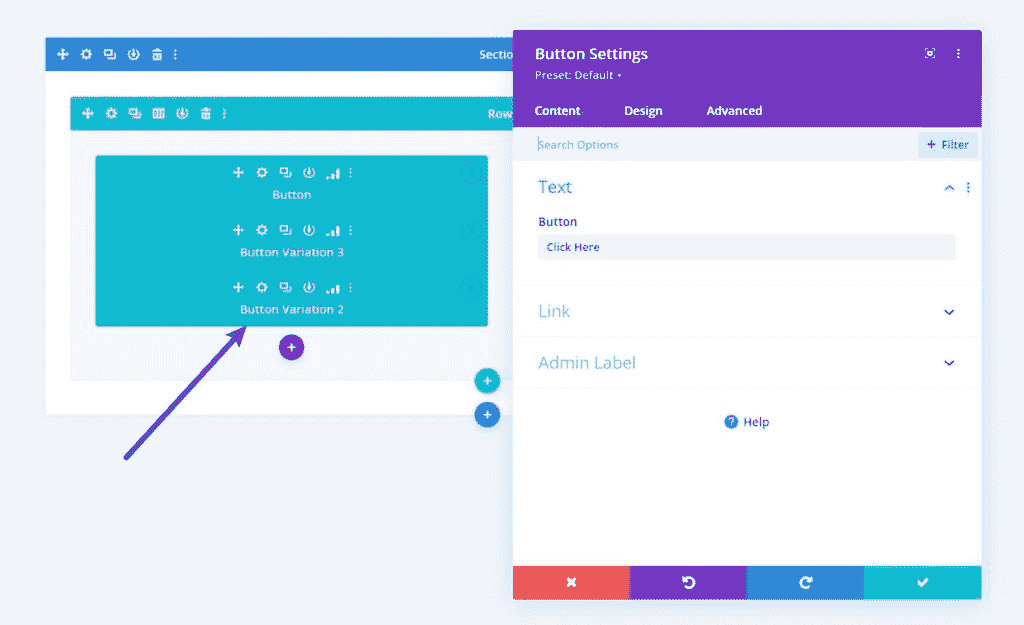 Sectio
Row
Button
Button Variation 3
Button Variation 2
Button Settings
Preset: Default
Content Design Advanced
Search Options
+ Filter
Text
Button
Click Here
Link
Admin Label
? Help